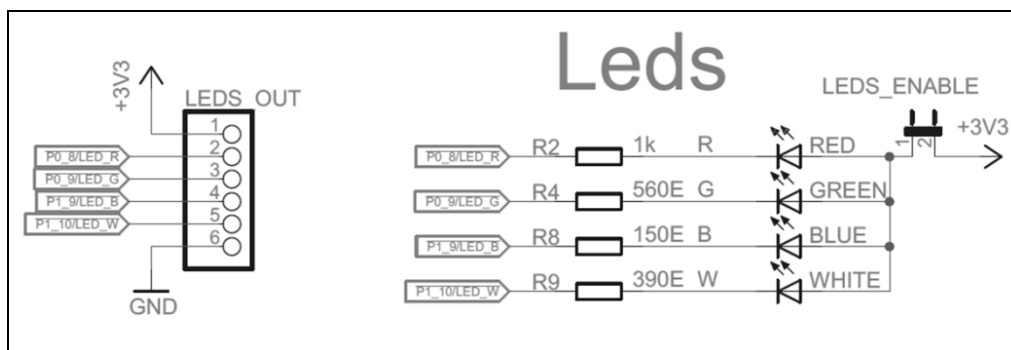 Leds
+3V3
LEDS_OUT
1
P0_8/LED_R 2
P0_9/LED_G 3
P1_9/LED_B 4
P1_10/LED_W 5
6
GND
LEDS_ENABLE
1 2 +3V3
P0_8/LED_R R2 1k R RED
P0_9/LED_G R4 560E G GREEN
P1_9/LED_B R8 150E B BLUE
P1_10/LED_W R9 390E W WHITE